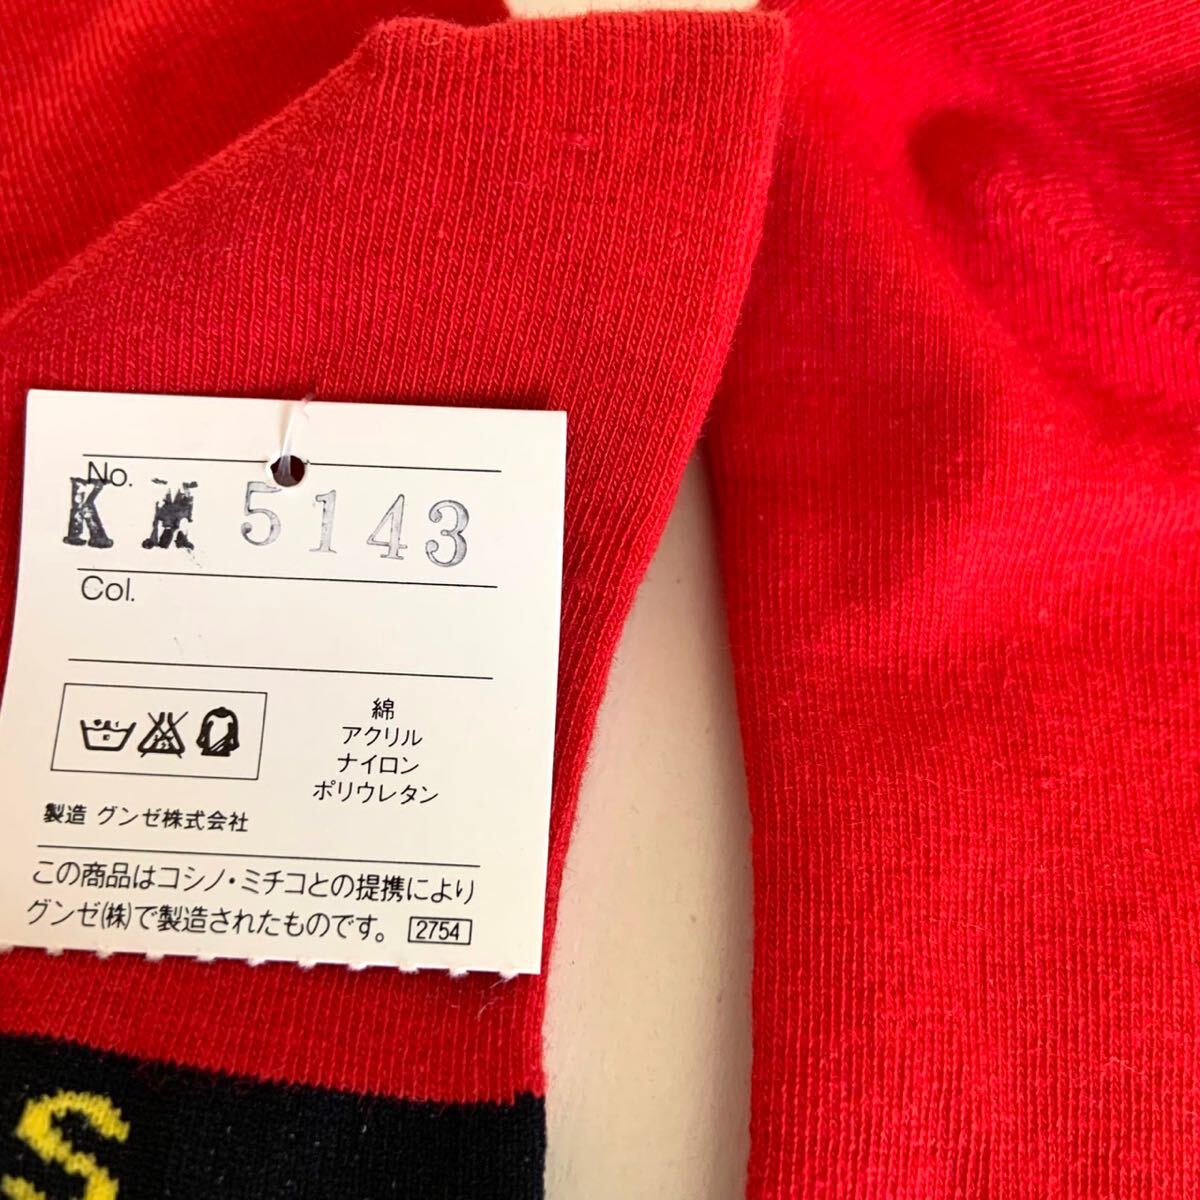 No.
KM 5143
Col.
綿
アクリル
ナイロン
ポリウレタン
製造 グンゼ株式会社
この商品はコシノ・ミチコとの提携により
グンゼ(株)で製造されたものです。 2754
S